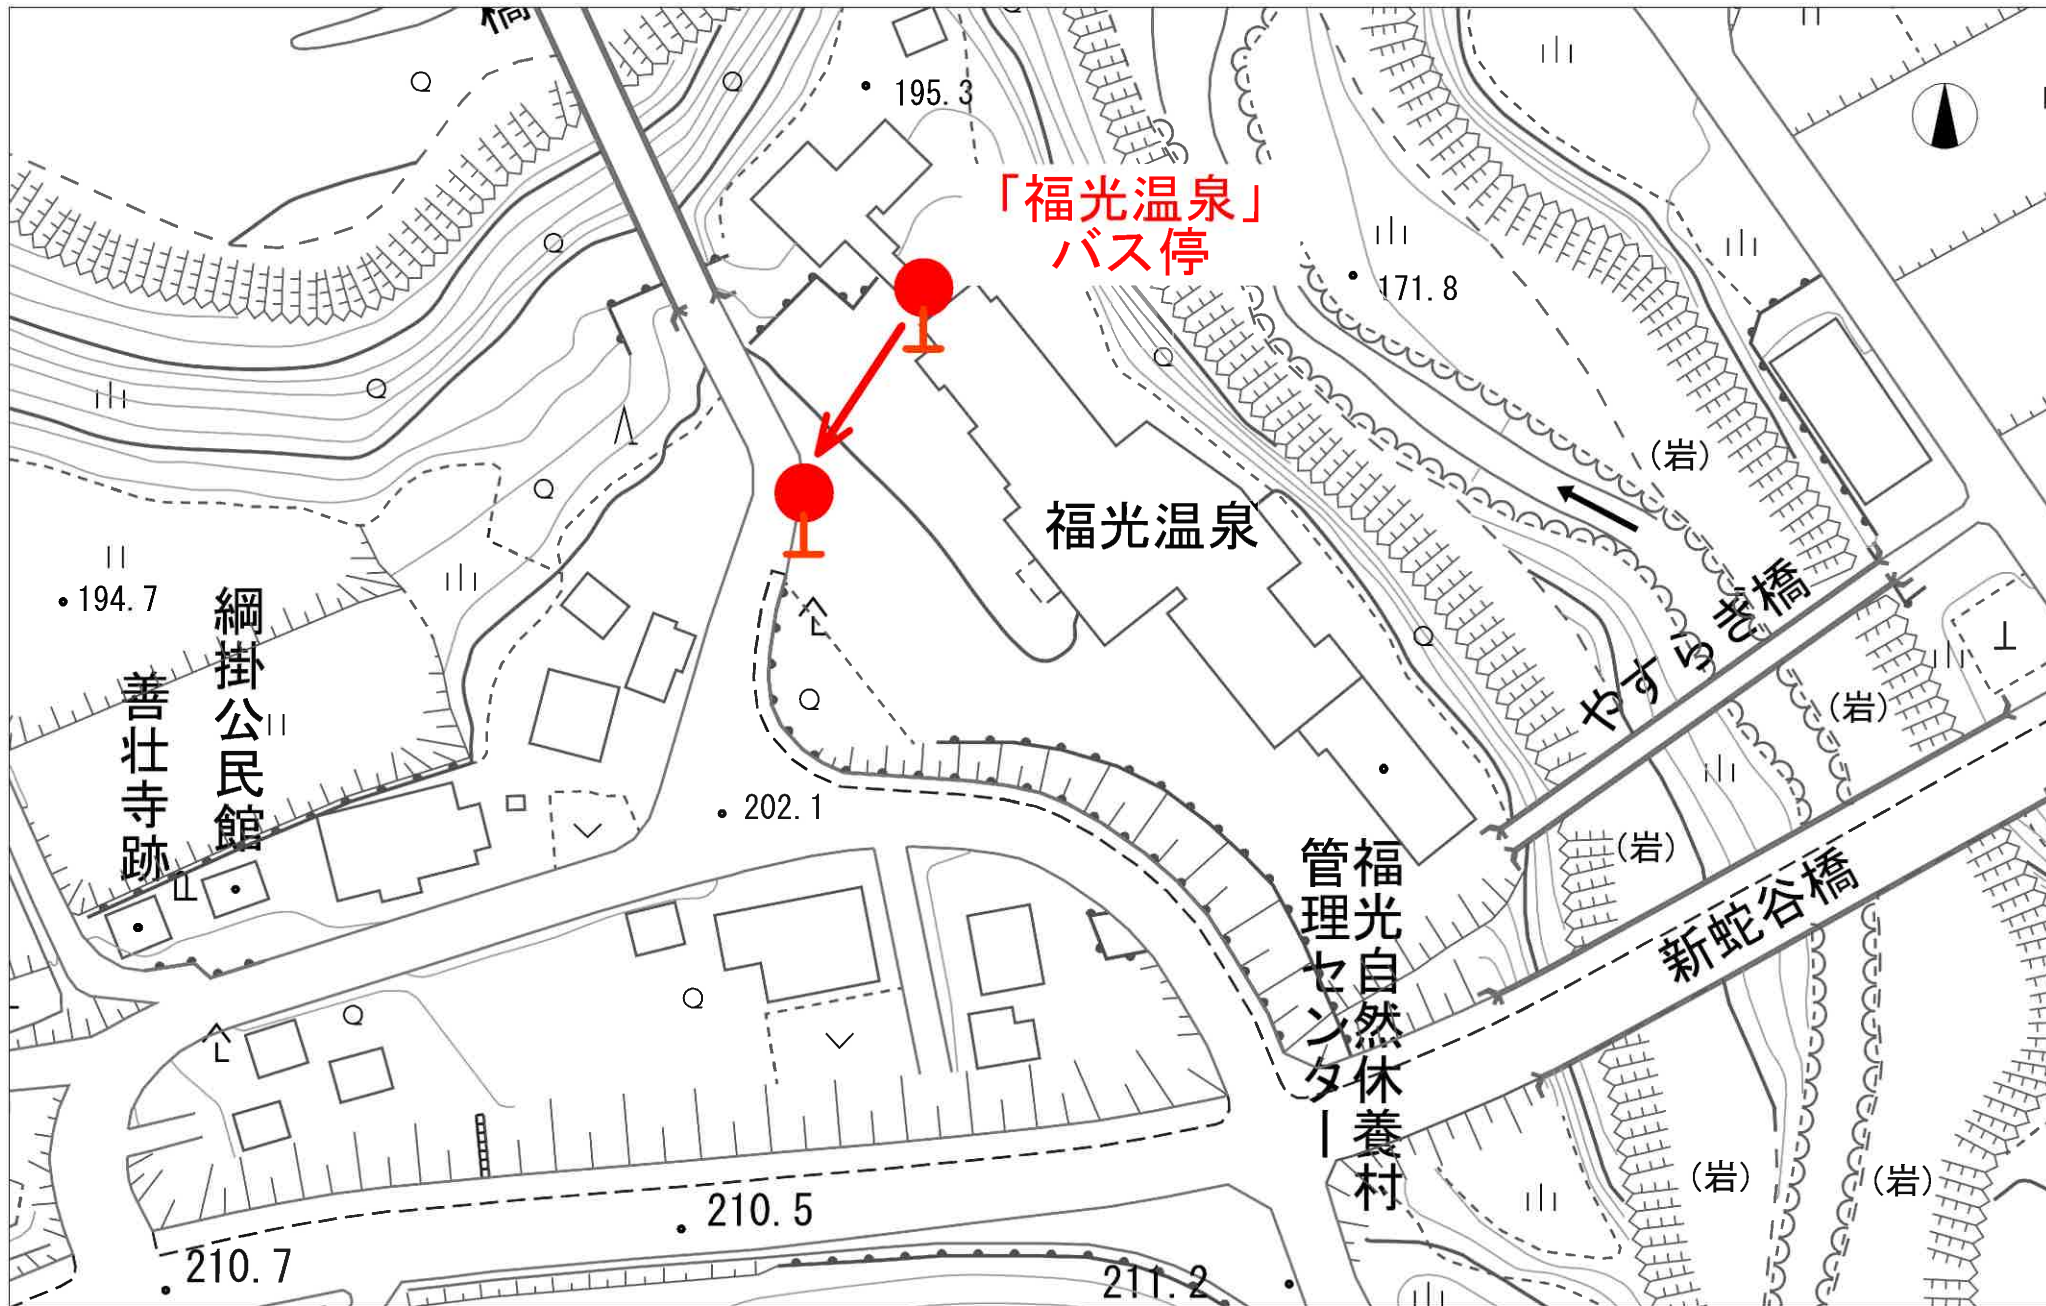 橋
195.3
「福光温泉」
バス停
171.8
(岩)
福光温泉
やすらぎ橋
194.7
綱掛公民館
善壮寺跡
(岩)
202.1
(岩)
福光自然休養村
管理センター
新蛇谷橋
(岩)
(岩)
210.5
210.7
211.2